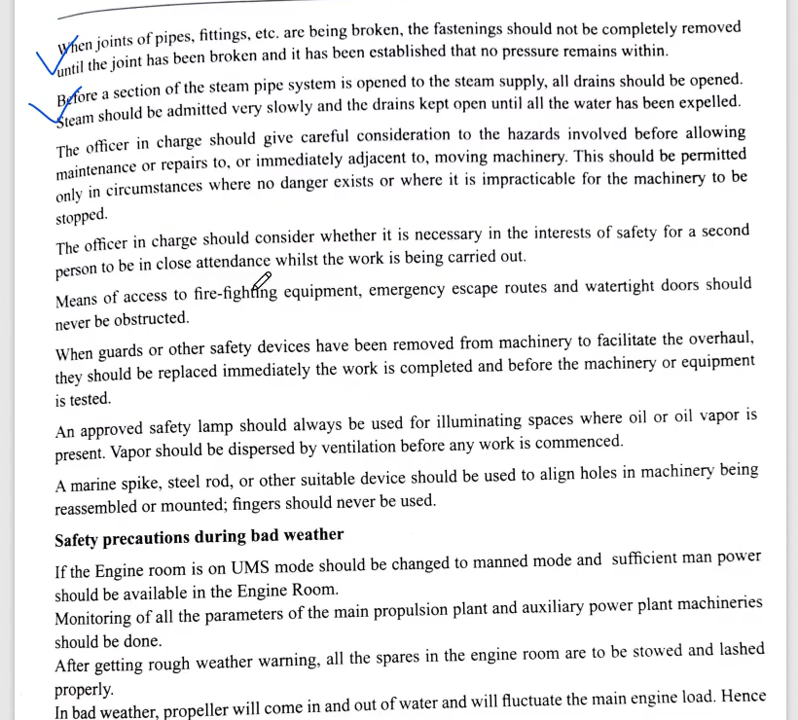 When joints of pipes, fittings, etc. are being broken, the fastenings should not be completely removed
until the joint has been broken and it has been established that no pressure remains within.
Before a section of the steam pipe system is opened to the steam supply, all drains should be opened.
Steam should be admitted very slowly and the drains kept open until all the water has been expelled.
The officer in charge should give careful consideration to the hazards involved before allowing
maintenance or repairs to, or immediately adjacent to, moving machinery. This should be permitted
only in circumstances where no danger exists or where it is impracticable for the machinery to be
stopped.
The officer in charge should consider whether it is necessary in the interests of safety for a second
person to be in close attendance whilst the work is being carried out.
Means of access to fire-fighting equipment, emergency escape routes and watertight doors should
never be obstructed.
When guards or other safety devices have been removed from machinery to facilitate the overhaul,
they should be replaced immediately the work is completed and before the machinery or equipment
is tested.
An approved safety lamp should always be used for illuminating spaces where oil or oil vapor is
present. Vapor should be dispersed by ventilation before any work is commenced.
A marine spike, steel rod, or other suitable device should be used to align holes in machinery being
reassembled or mounted; fingers should never be used.
Safety precautions during bad weather
If the Engine room is on UMS mode should be changed to manned mode and sufficient man power
should be available in the Engine Room.
Monitoring of all the parameters of the main propulsion plant and auxiliary power plant machineries
should be done.
After getting rough weather warning, all the spares in the engine room are to be stowed and lashed
properly.
In bad weather, propeller will come in and out of water and will fluctuate the main engine load. Hence